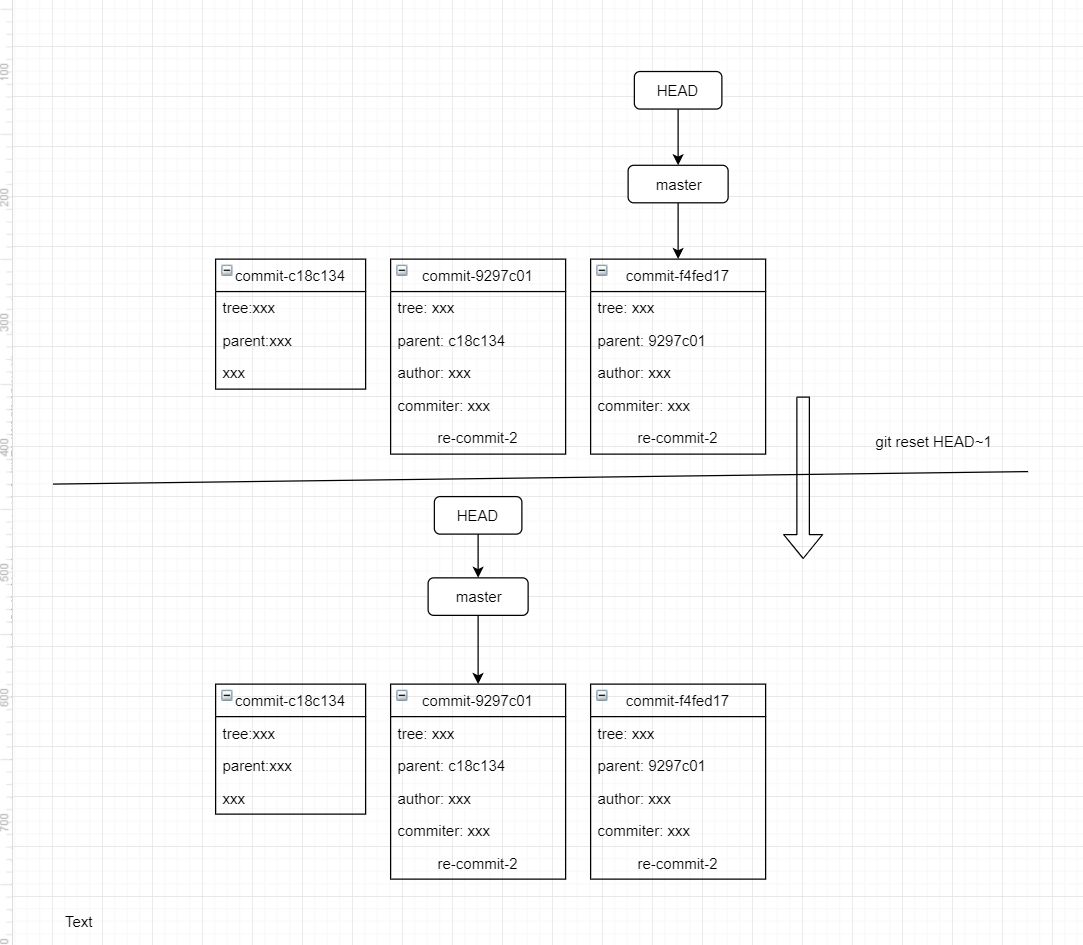 HEAD
master
commit-c18c134
tree:xxx
parent:xxx
xxx
commit-9297c01
tree: xxx
parent: c18c134
author: xxx
commiter: xxx
re-commit-2
commit-f4fed17
tree: xxx
parent: 9297c01
author: xxx
commiter: xxx
re-commit-2
git reset HEAD~1
HEAD
master
commit-c18c134
tree:xxx
parent:xxx
xxx
commit-9297c01
tree: xxx
parent: c18c134
author: xxx
commiter: xxx
re-commit-2
commit-f4fed17
tree: xxx
parent: 9297c01
author: xxx
commiter: xxx
re-commit-2
Text
100
200
300
400
500
600
700